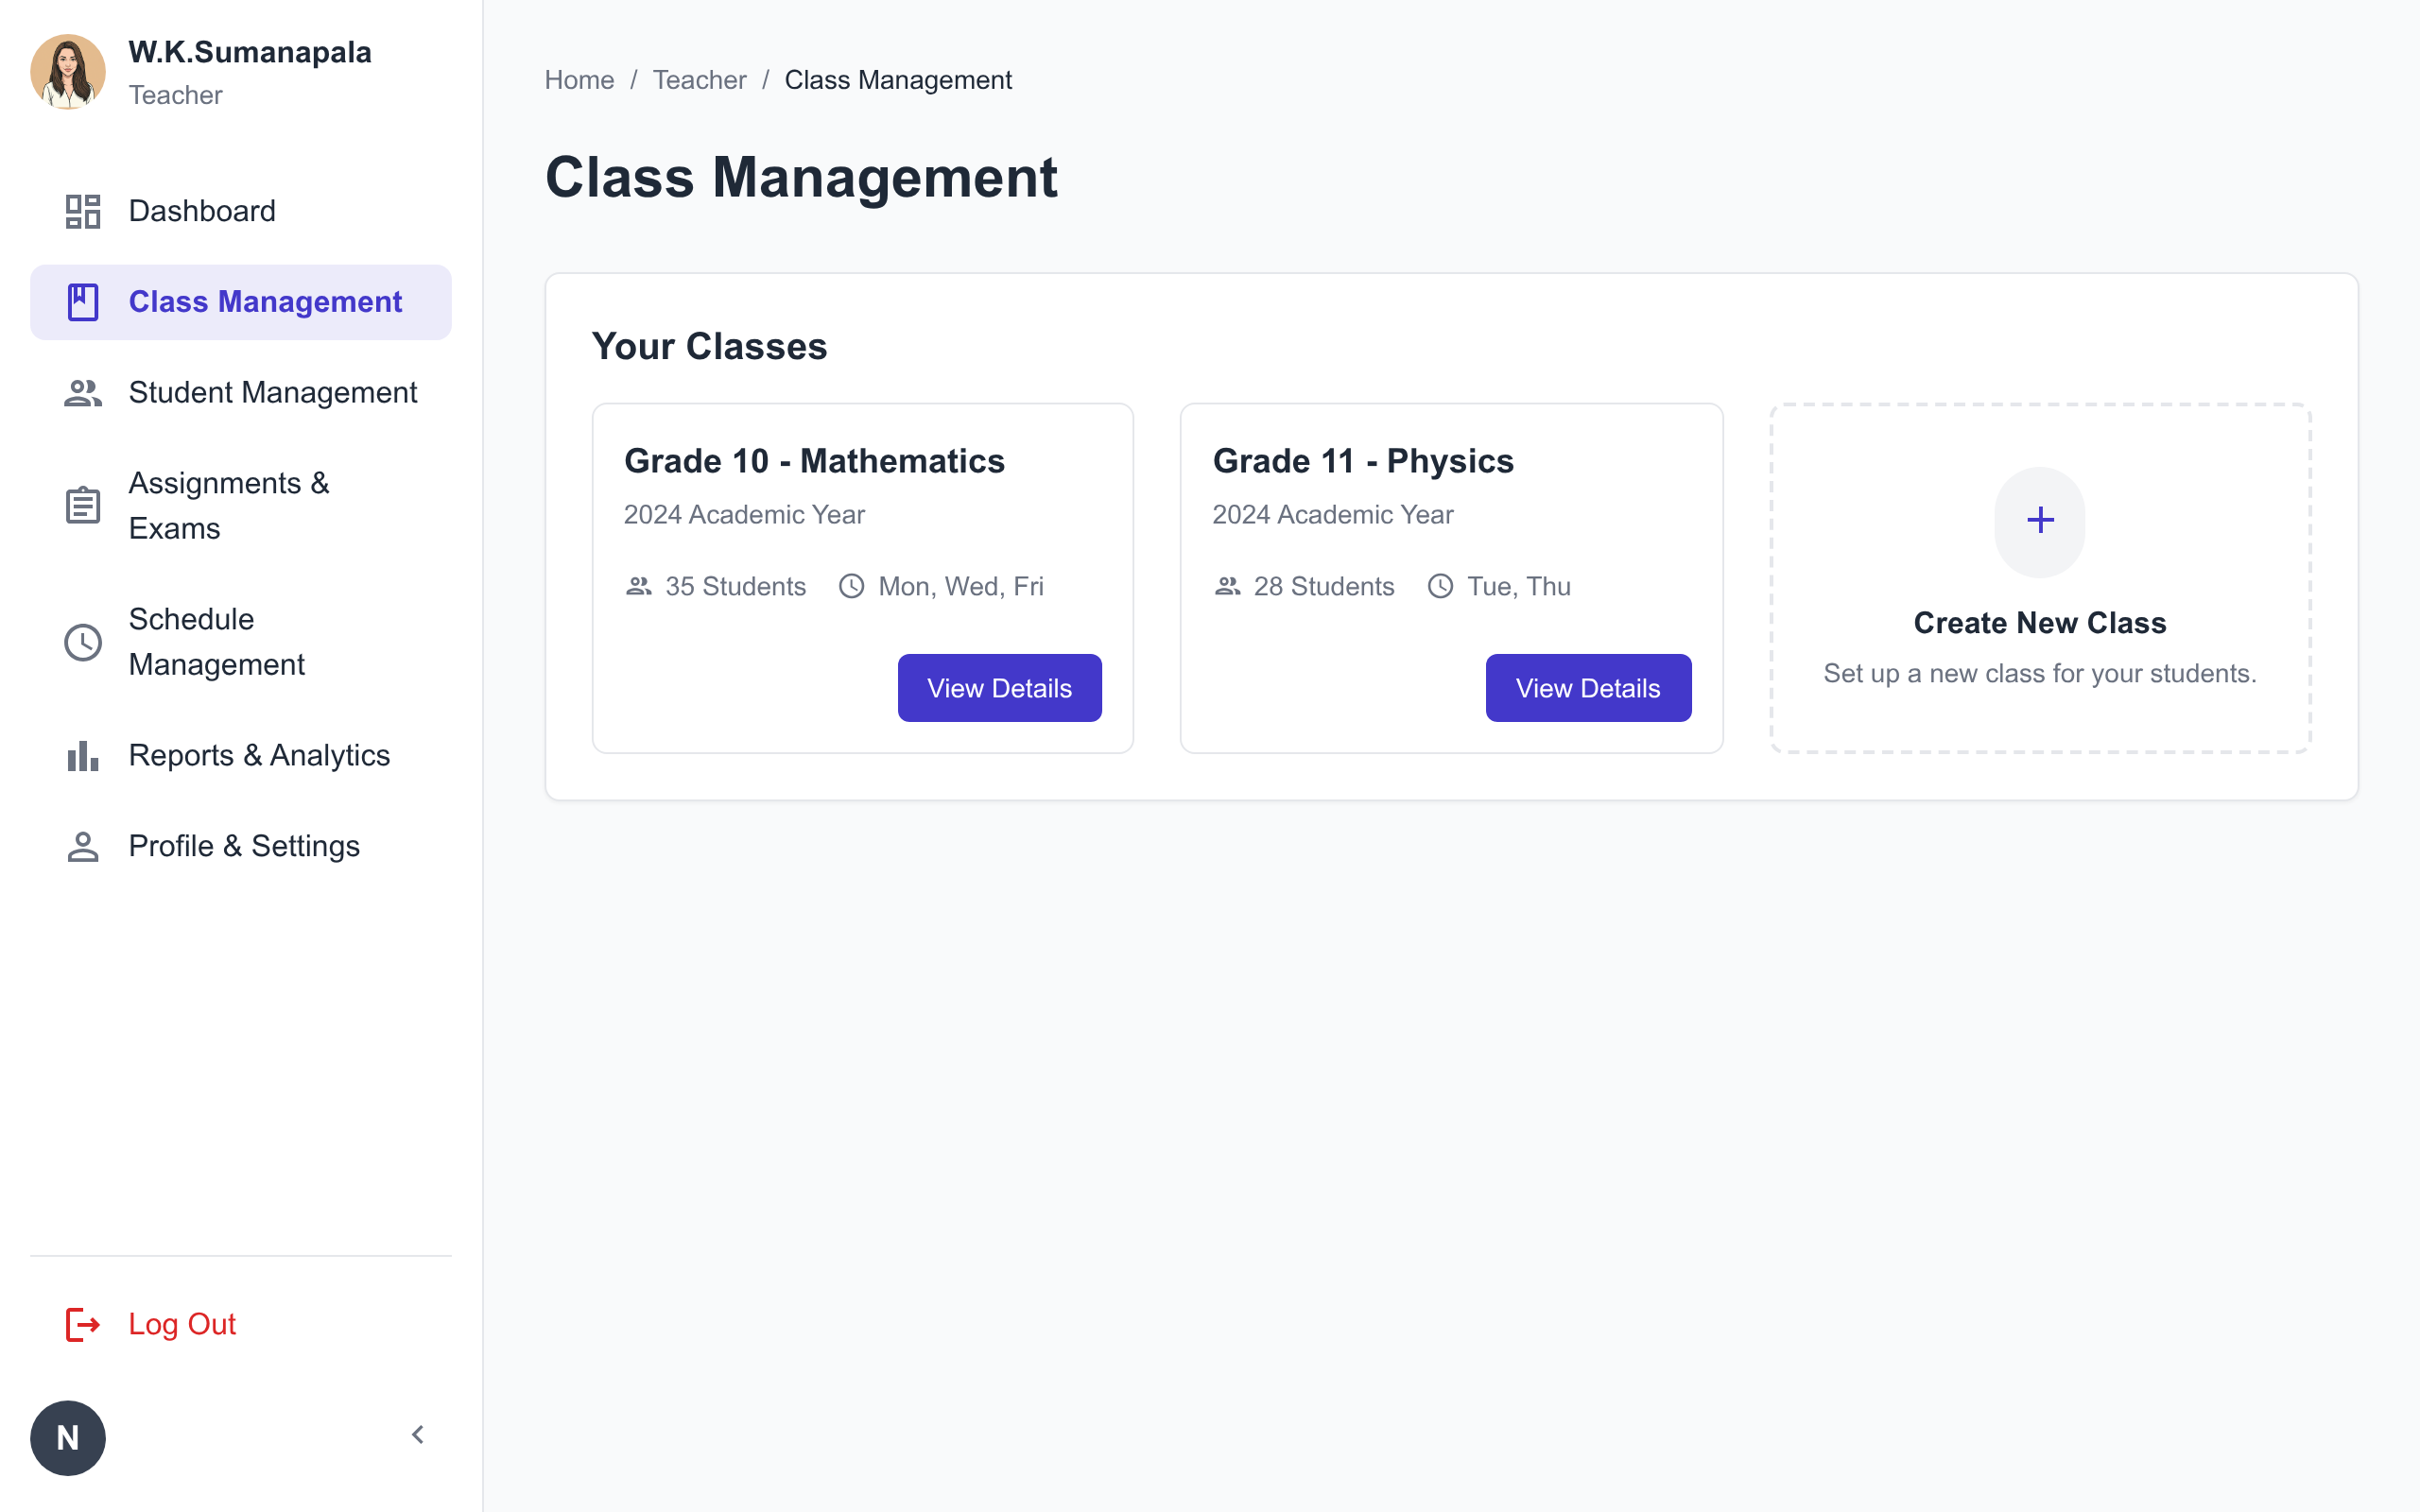 W.K.Sumanapala
Teacher
Dashboard
Class Management
Student Management
Assignments &
Exams
Schedule
Management
Reports & Analytics
Profile & Settings
Log Out
N
Home / Teacher / Class Management
Class Management
Your Classes
Grade 10 - Mathematics
2024 Academic Year
35 Students Mon, Wed, Fri
View Details
Grade 11 - Physics
2024 Academic Year
28 Students Tue, Thu
View Details
Create New Class
Set up a new class for your students.